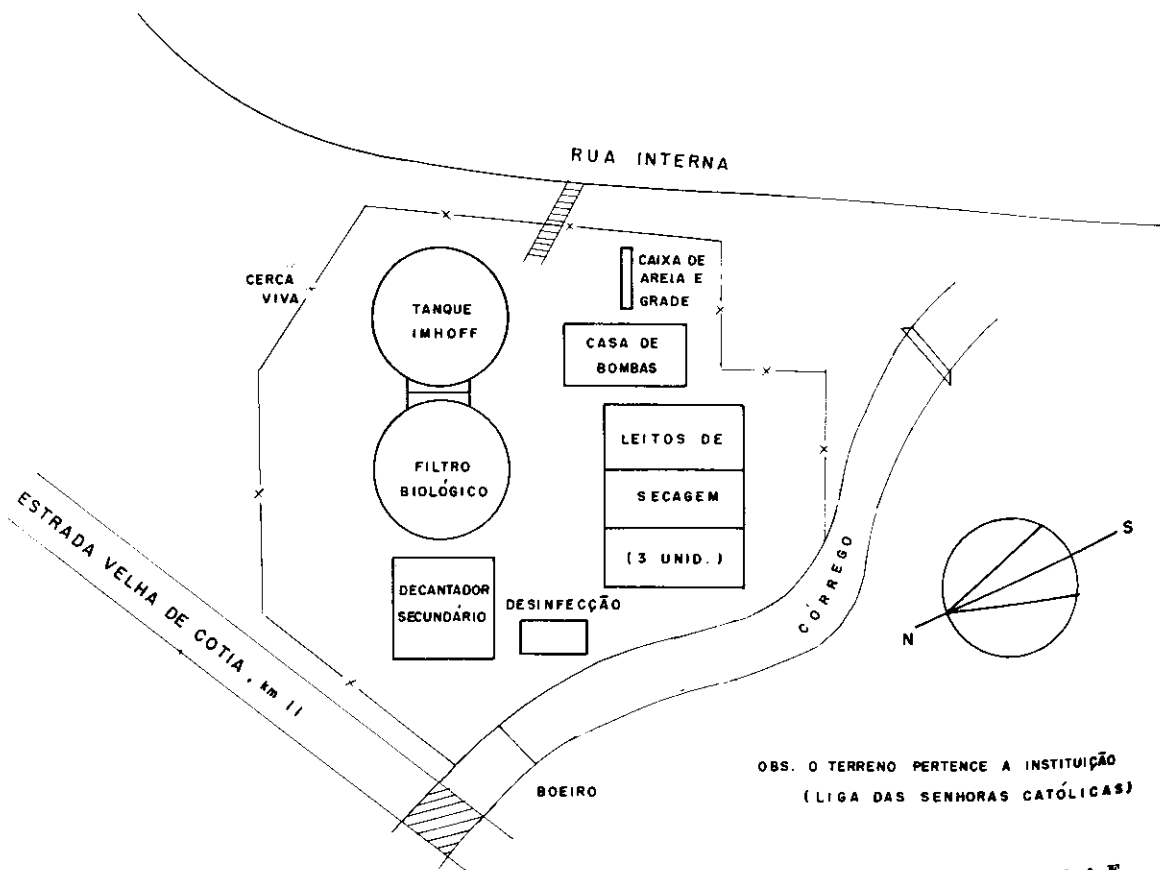 RUA INTERNA
CERCA
VIVA
TANQUE
IMHOFF
CAIXA DE
AREIA E
GRADE
CASA DE
BOMBAS
LEITOS DE
SECAGEM
(3 UNID.)
FILTRO
BIOLÓGICO
ESTRADA VELHA DE COTIA, km 11
DECANTADOR
SECUNDÁRIO
DESINFECÇÃO
CÓRREGO
S
N
BOEIRO
OBS. O TERRENO PERTENCE A INSTITUIÇÃO
(LIGA DAS SENHORAS CATÓLICAS)